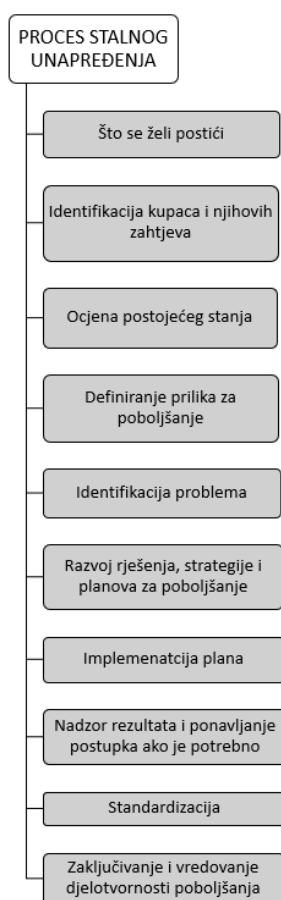 PROCES STALNOG
UNAPREĐENJA
Što se želi postići
Identifikacija kupaca i njihovih
zahtjeva
Ocjena postojećeg stanja
Definiranje prilika za
poboljšanje
Identifikacija problema
Razvoj rješenja, strategije i
planova za poboljšanje
Implemenatcija plana
Nadzor rezultata i ponavljanje
postupka ako je potrebno
Standardizacija
Zaključivanje i vredovanje
djelotvornosti poboljšanja